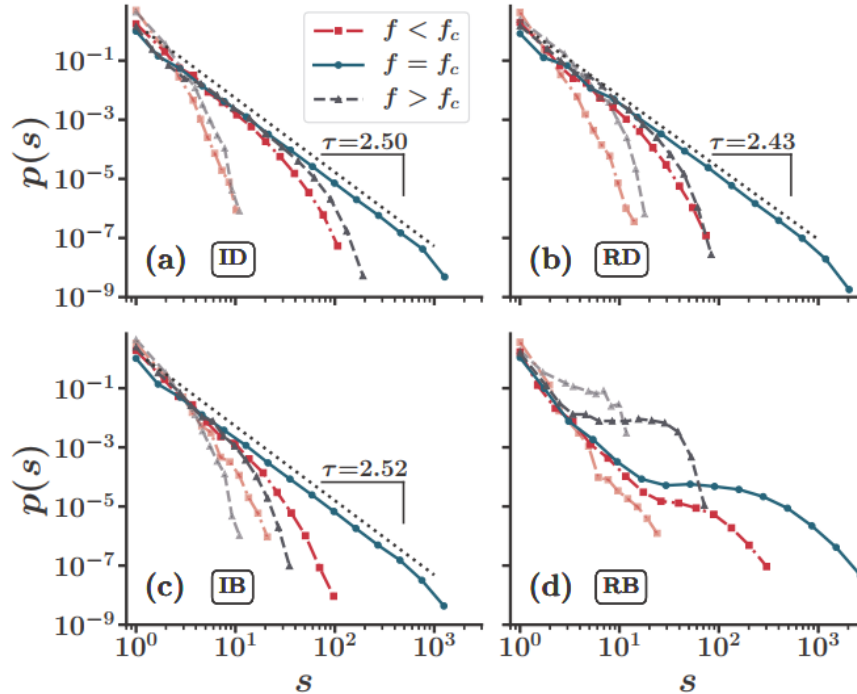 f < f_c
f = f_c
f > f_c
p(s)
10^{-1}
10^{-3}
10^{-5}
10^{-7}
10^{-9}
τ=2.50
(a) ID
τ=2.43
(b) RD
p(s)
10^{-1}
10^{-3}
10^{-5}
10^{-7}
10^{-9}
τ=2.52
(c) IB
(d) RB
10^0 10^1 10^2 10^3
10^0 10^1 10^2 10^3
s
s